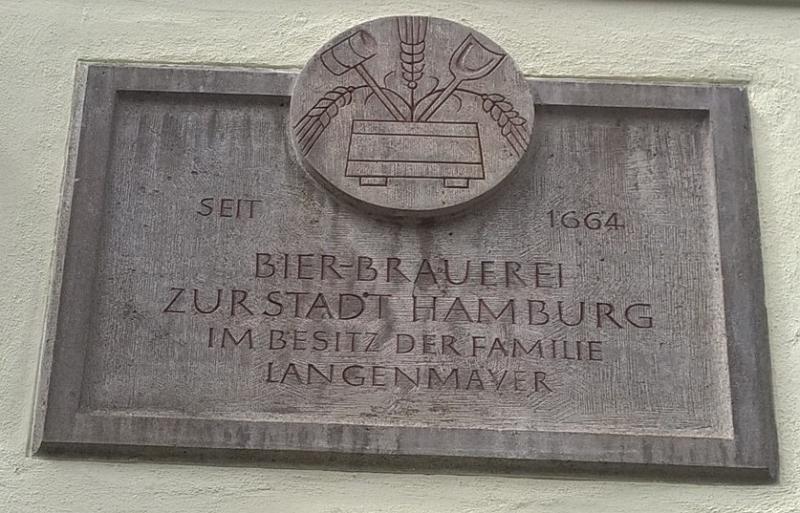 SEIT 1664
BIER-BRAUEREI
ZUR STADT HAMBURG
IM BESITZ DER FAMILIE
LANGENMAYER